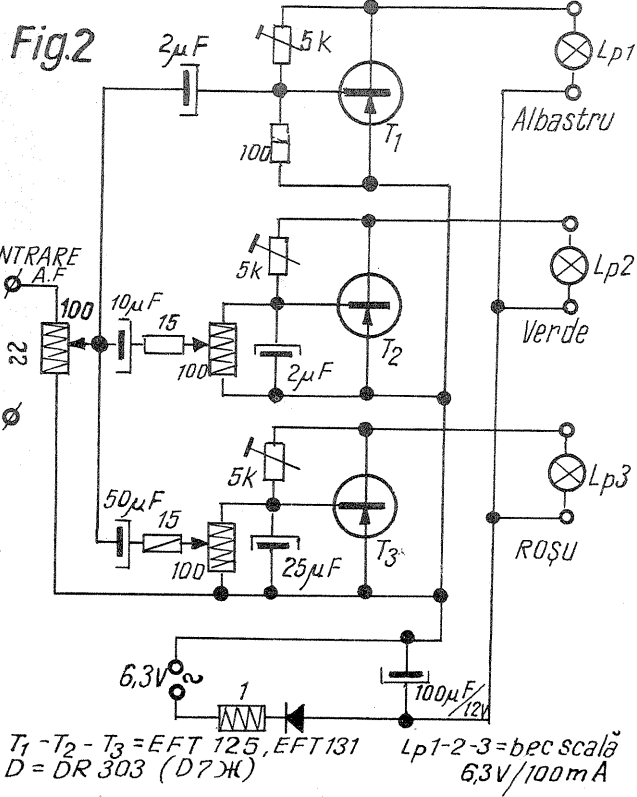 Fig.2
2µF
5k
Lp1
T1
100
Albastru
NTRARE
A.F
100
22
10µF
15
100
5k
2µF
T2
Lp2
Verde
50µF
15
100
5k
25µF
T3
Lp3
ROŞU
6,3V ~
1
100µF/12V
T1-T2-T3 = EFT 125, EFT131
D = DR 303 (D7Ж)
Lp1-2-3 = bec scală
6,3V/100mA